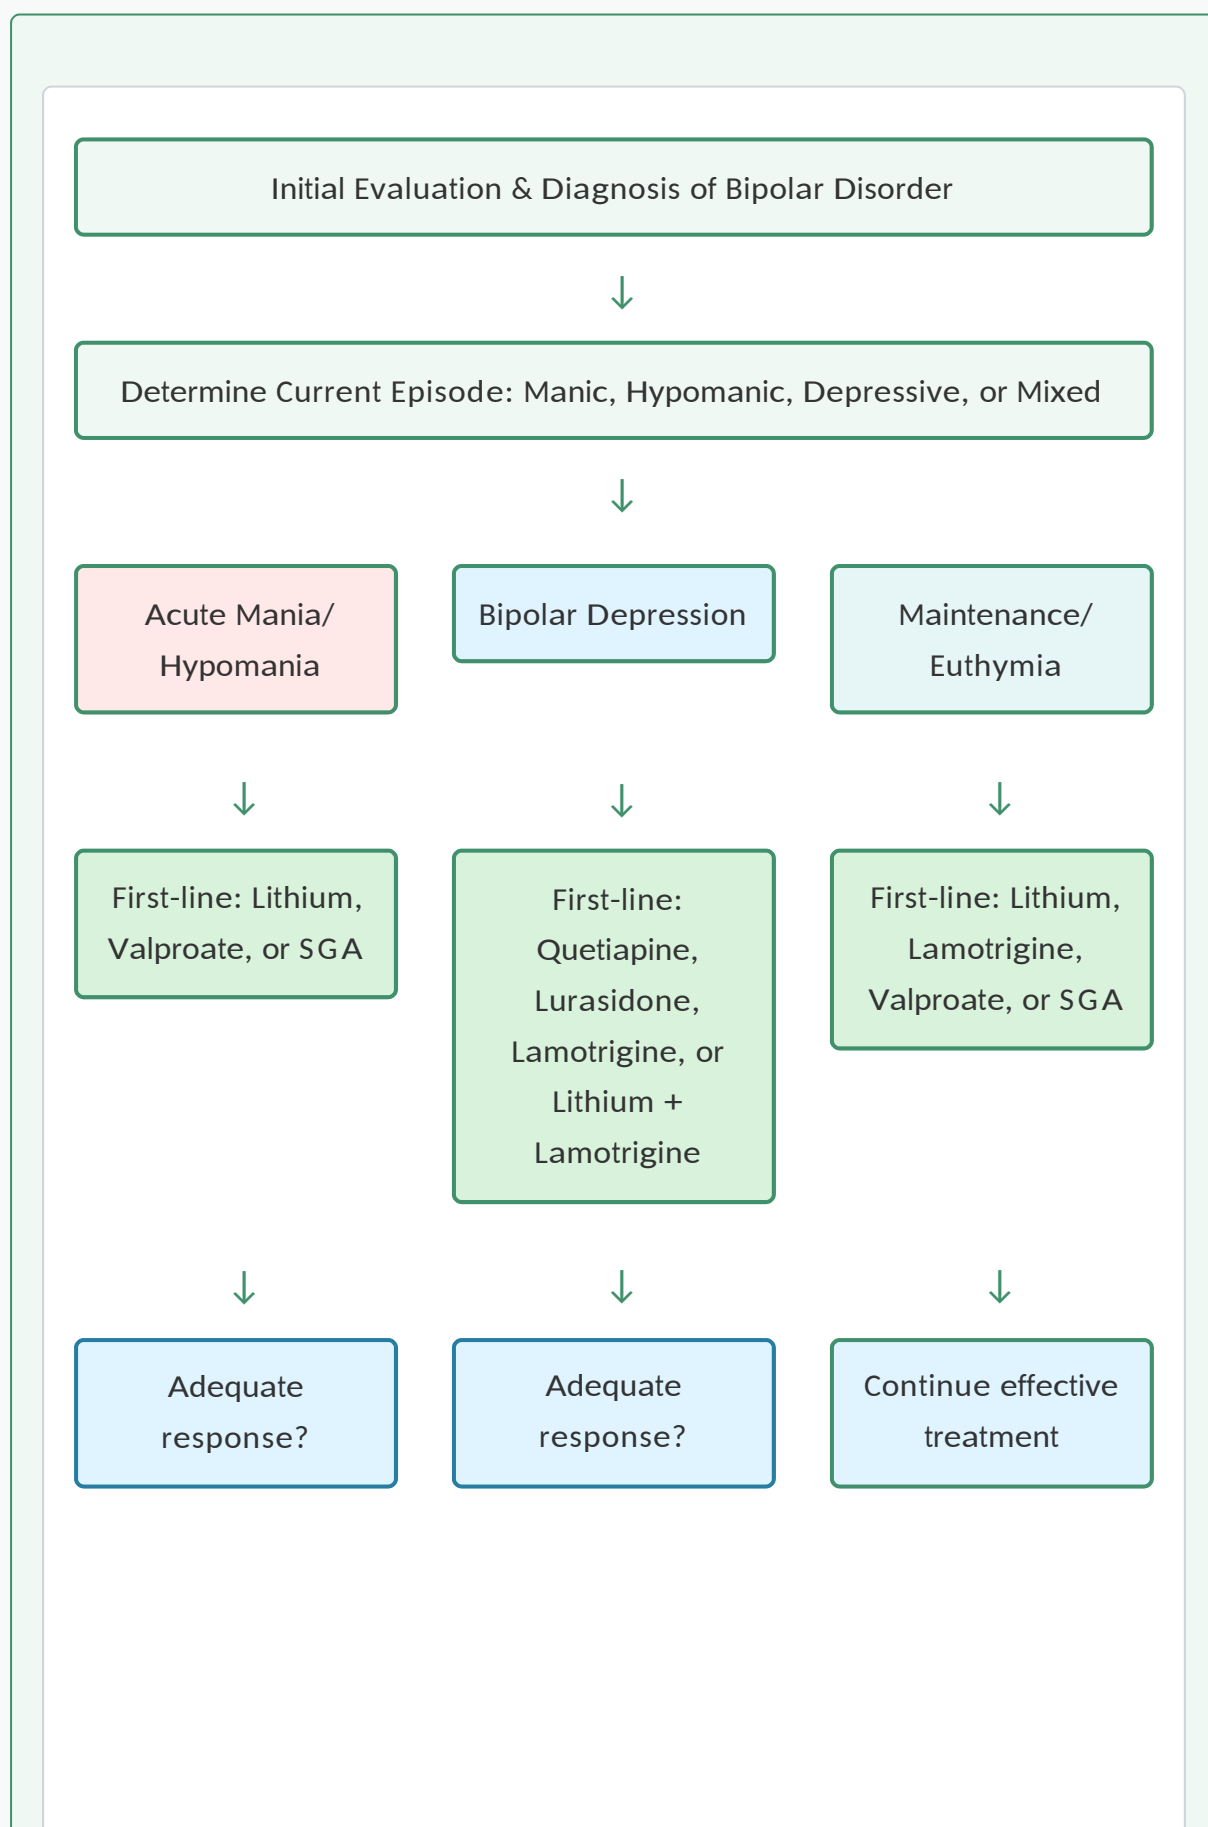 Initial Evaluation & Diagnosis of Bipolar Disorder
↓
Determine Current Episode: Manic, Hypomanic, Depressive, or Mixed
↓
Acute Mania/
Hypomania
Bipolar Depression
Maintenance/
Euthymia
↓
↓
↓
First-line: Lithium,
Valproate, or SGA
First-line:
Quetiapine,
Lurasidone,
Lamotrigine, or
Lithium +
Lamotrigine
First-line: Lithium,
Lamotrigine,
Valproate, or SGA
↓
↓
↓
Adequate
response?
Adequate
response?
Continue effective
treatment